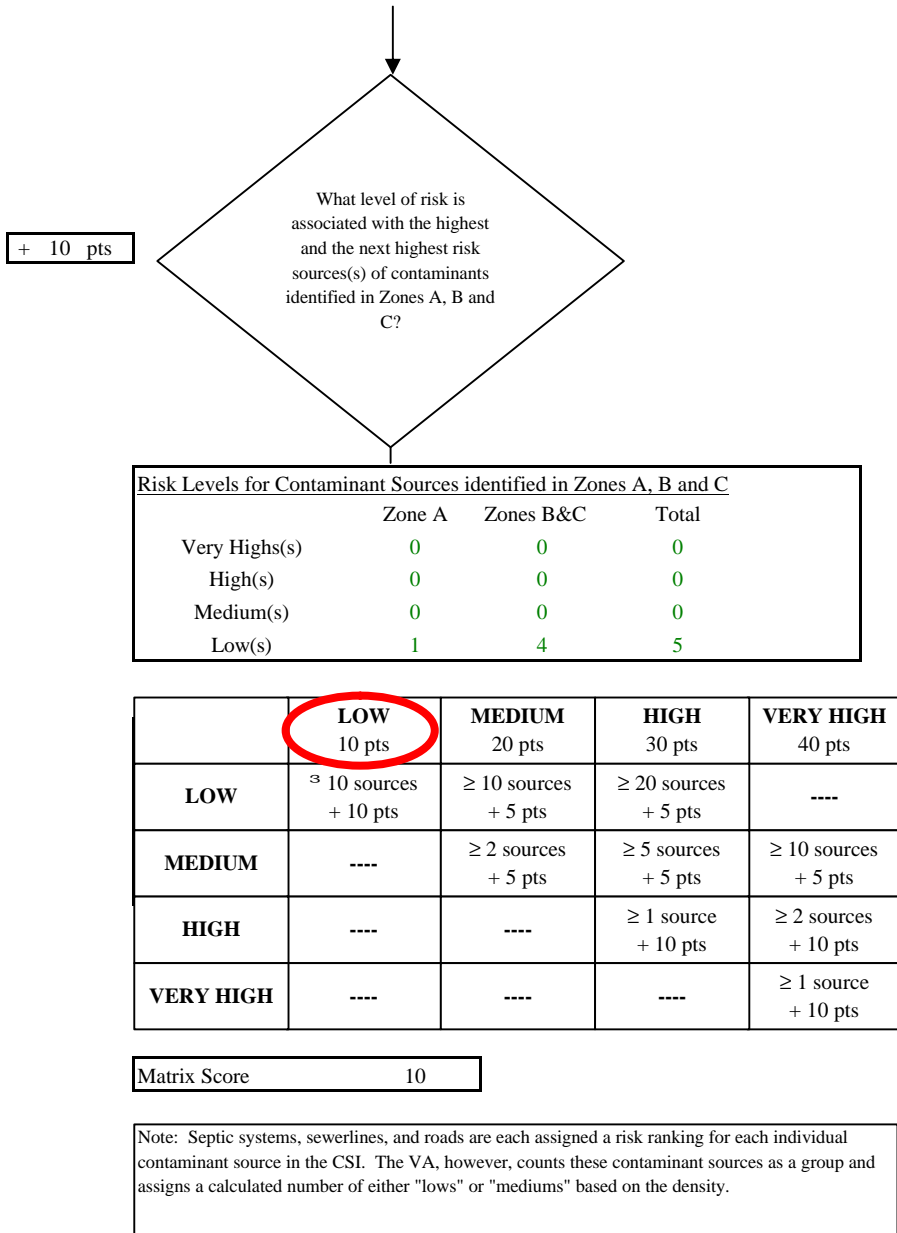 What level of risk is
associated with the highest
and the next highest risk
sources(s) of contaminants
identified in Zones A, B and
C?
+ 10 pts
Risk Levels for Contaminant Sources identified in Zones A, B and C
Zone A Zones B&C Total
Very Highs(s) 0 0 0
High(s) 0 0 0
Medium(s) 0 0 0
Low(s) 1 4 5
LOW MEDIUM HIGH VERY HIGH
10 pts 20 pts 30 pts 40 pts
LOW ³ 10 sources ≥ 10 sources ≥ 20 sources ----
+ 10 pts + 5 pts + 5 pts
MEDIUM ---- ≥ 2 sources ≥ 5 sources ≥ 10 sources
+ 5 pts + 5 pts + 5 pts
HIGH ---- ---- ≥ 1 source ≥ 2 sources
+ 10 pts + 10 pts
VERY HIGH ---- ---- ---- ≥ 1 source
+ 10 pts
Matrix Score 10
Note: Septic systems, sewerlines, and roads are each assigned a risk ranking for each individual
contaminant source in the CSI. The VA, however, counts these contaminant sources as a group and
assigns a calculated number of either "lows" or "mediums" based on the density.